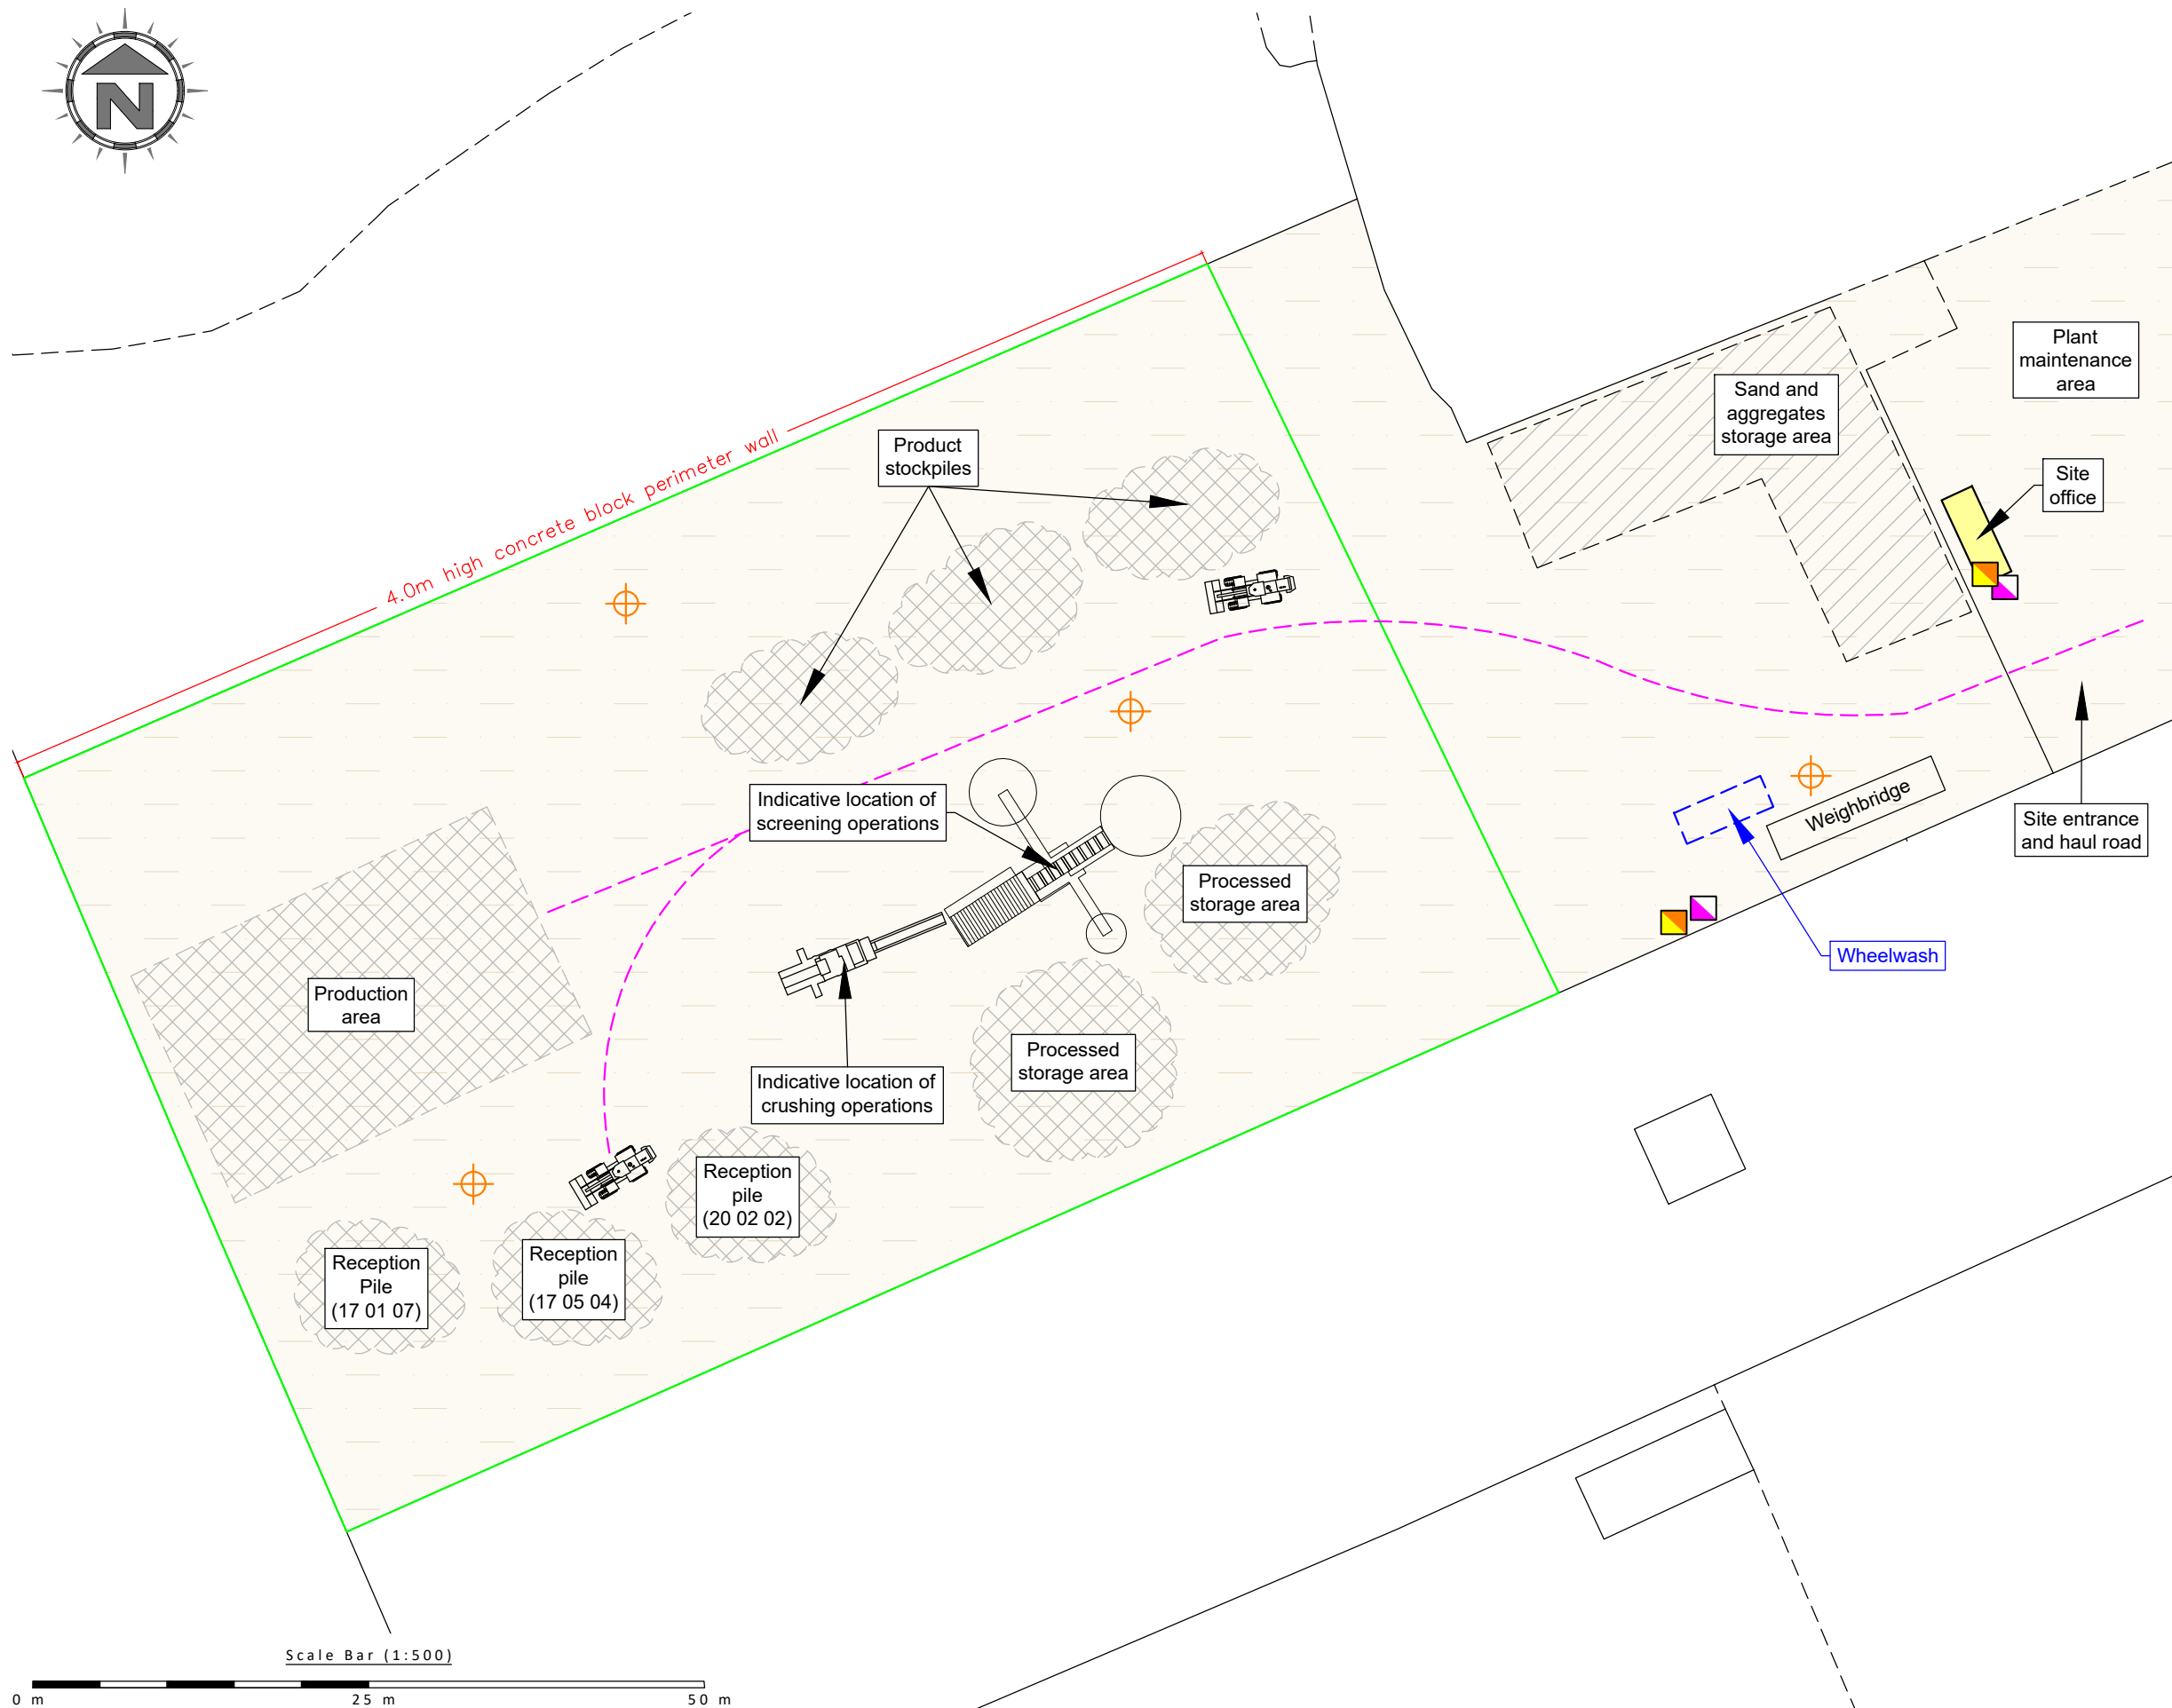 N
4.0m high concrete block perimeter wall
Product
stockpiles
Sand and
aggregates
storage area
Plant
maintenance
area
Site
office
Indicative location of
screening operations
Weighbridge
Site entrance
and haul road
Processed
storage area
Wheelwash
Production
area
Processed
storage area
Indicative location of
crushing operations
Reception
pile
(20 02 02)
Reception
pile
(17 05 04)
Reception
Pile
(17 01 07)
Scale Bar (1:500)
0 m 25 m 50 m